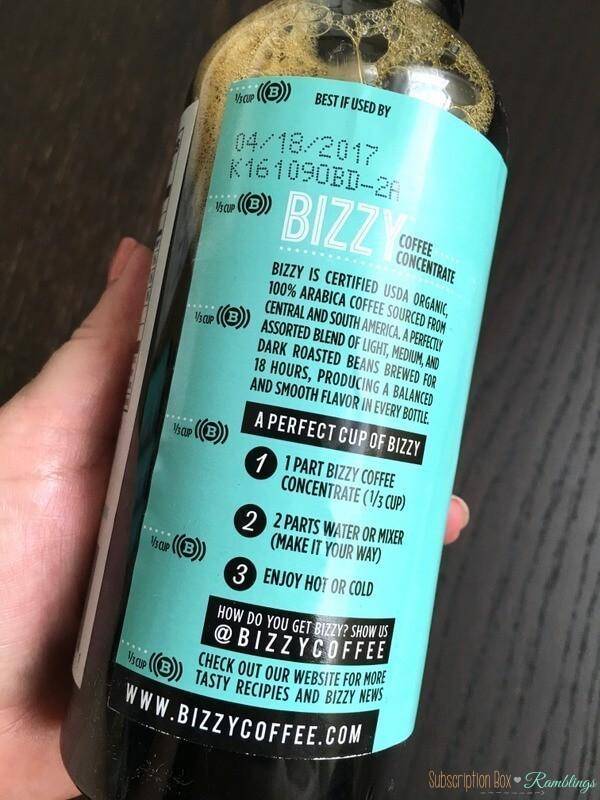 ⅓ CUP ((B))
BEST IF USED BY
04/18/2017
K16109OBD-2A
⅓ CUP ((B))
BIZZY COFFEE CONCENTRATE
BIZZY IS CERTIFIED USDA ORGANIC,
100% ARABICA COFFEE SOURCED FROM
CENTRAL AND SOUTH AMERICA. A PERFECTLY
ASSORTED BLEND OF LIGHT, MEDIUM, AND
DARK ROASTED BEANS BREWED FOR
18 HOURS, PRODUCING A BALANCED
AND SMOOTH FLAVOR IN EVERY BOTTLE.
⅓ CUP ((B))
A PERFECT CUP OF BIZZY
⅓ CUP ((B))
1 1 PART BIZZY COFFEE
CONCENTRATE (1/3 CUP)
2 2 PARTS WATER OR MIXER
(MAKE IT YOUR WAY)
⅓ CUP ((B))
3 ENJOY HOT OR COLD
HOW DO YOU GET BIZZY? SHOW US
@BIZZYCOFFEE
⅓ CUP ((B))
CHECK OUT OUR WEBSITE FOR MORE
TASTY RECIPIES AND BIZZY NEWS
WWW.BIZZYCOFFEE.COM
Subscription Box ♥ Ramblings